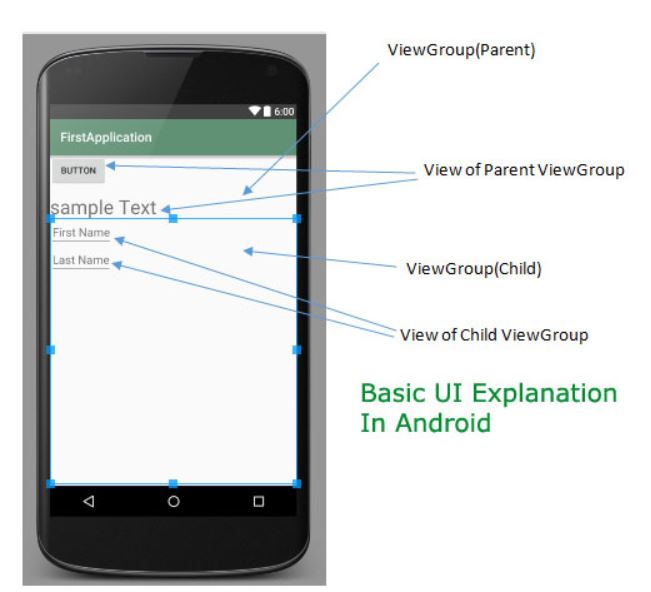 ViewGroup(Parent)
6:00
FirstApplication
BUTTON
View of Parent ViewGroup
sample Text
First Name
Last Name
ViewGroup(Child)
View of Child ViewGroup
Basic UI Explanation
In Android